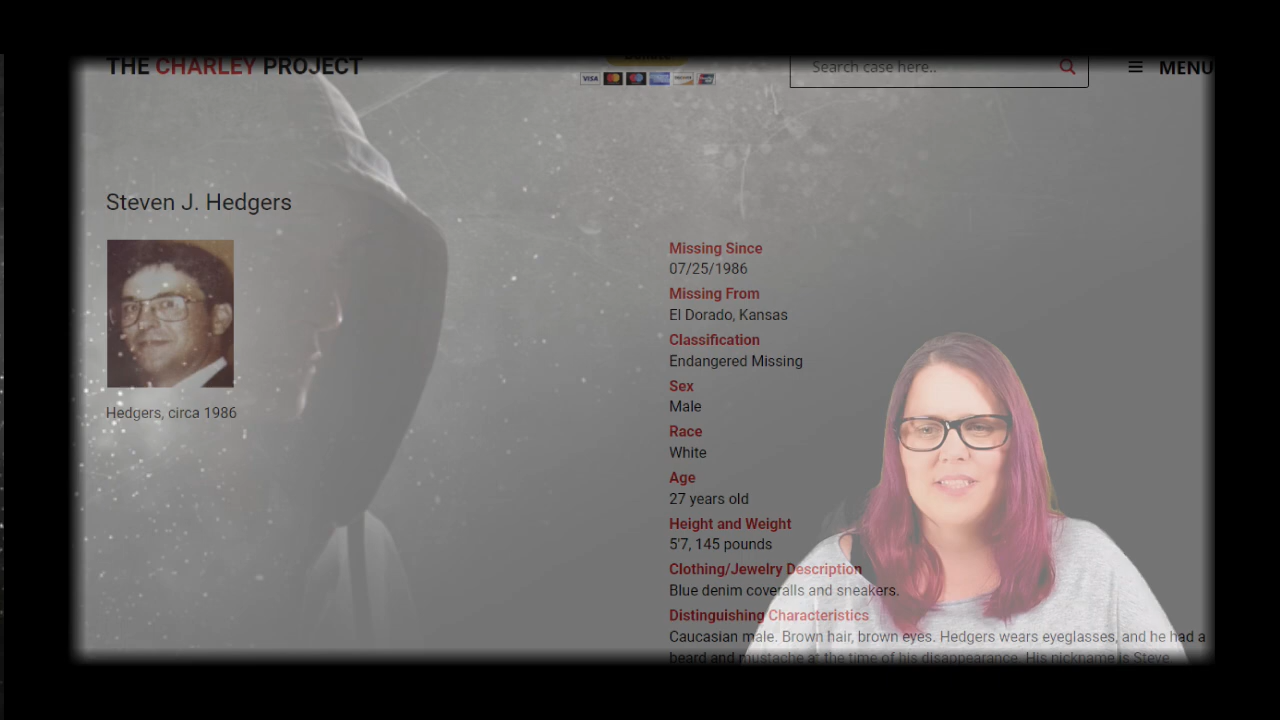 THE CHARLEY PROJECT
Donate
VISA
Search case here..
MENU
Steven J. Hedgers
Hedgers, circa 1986
Missing Since
07/25/1986
Missing From
El Dorado, Kansas
Classification
Endangered Missing
Sex
Male
Race
White
Age
27 years old
Height and Weight
5'7, 145 pounds
Clothing/Jewelry Description
Blue denim coveralls and sneakers.
Distinguishing Characteristics
Caucasian male. Brown hair, brown eyes. Hedgers wears eyeglasses, and he had a
beard and mustache at the time of his disappearance. His nickname is Steve.